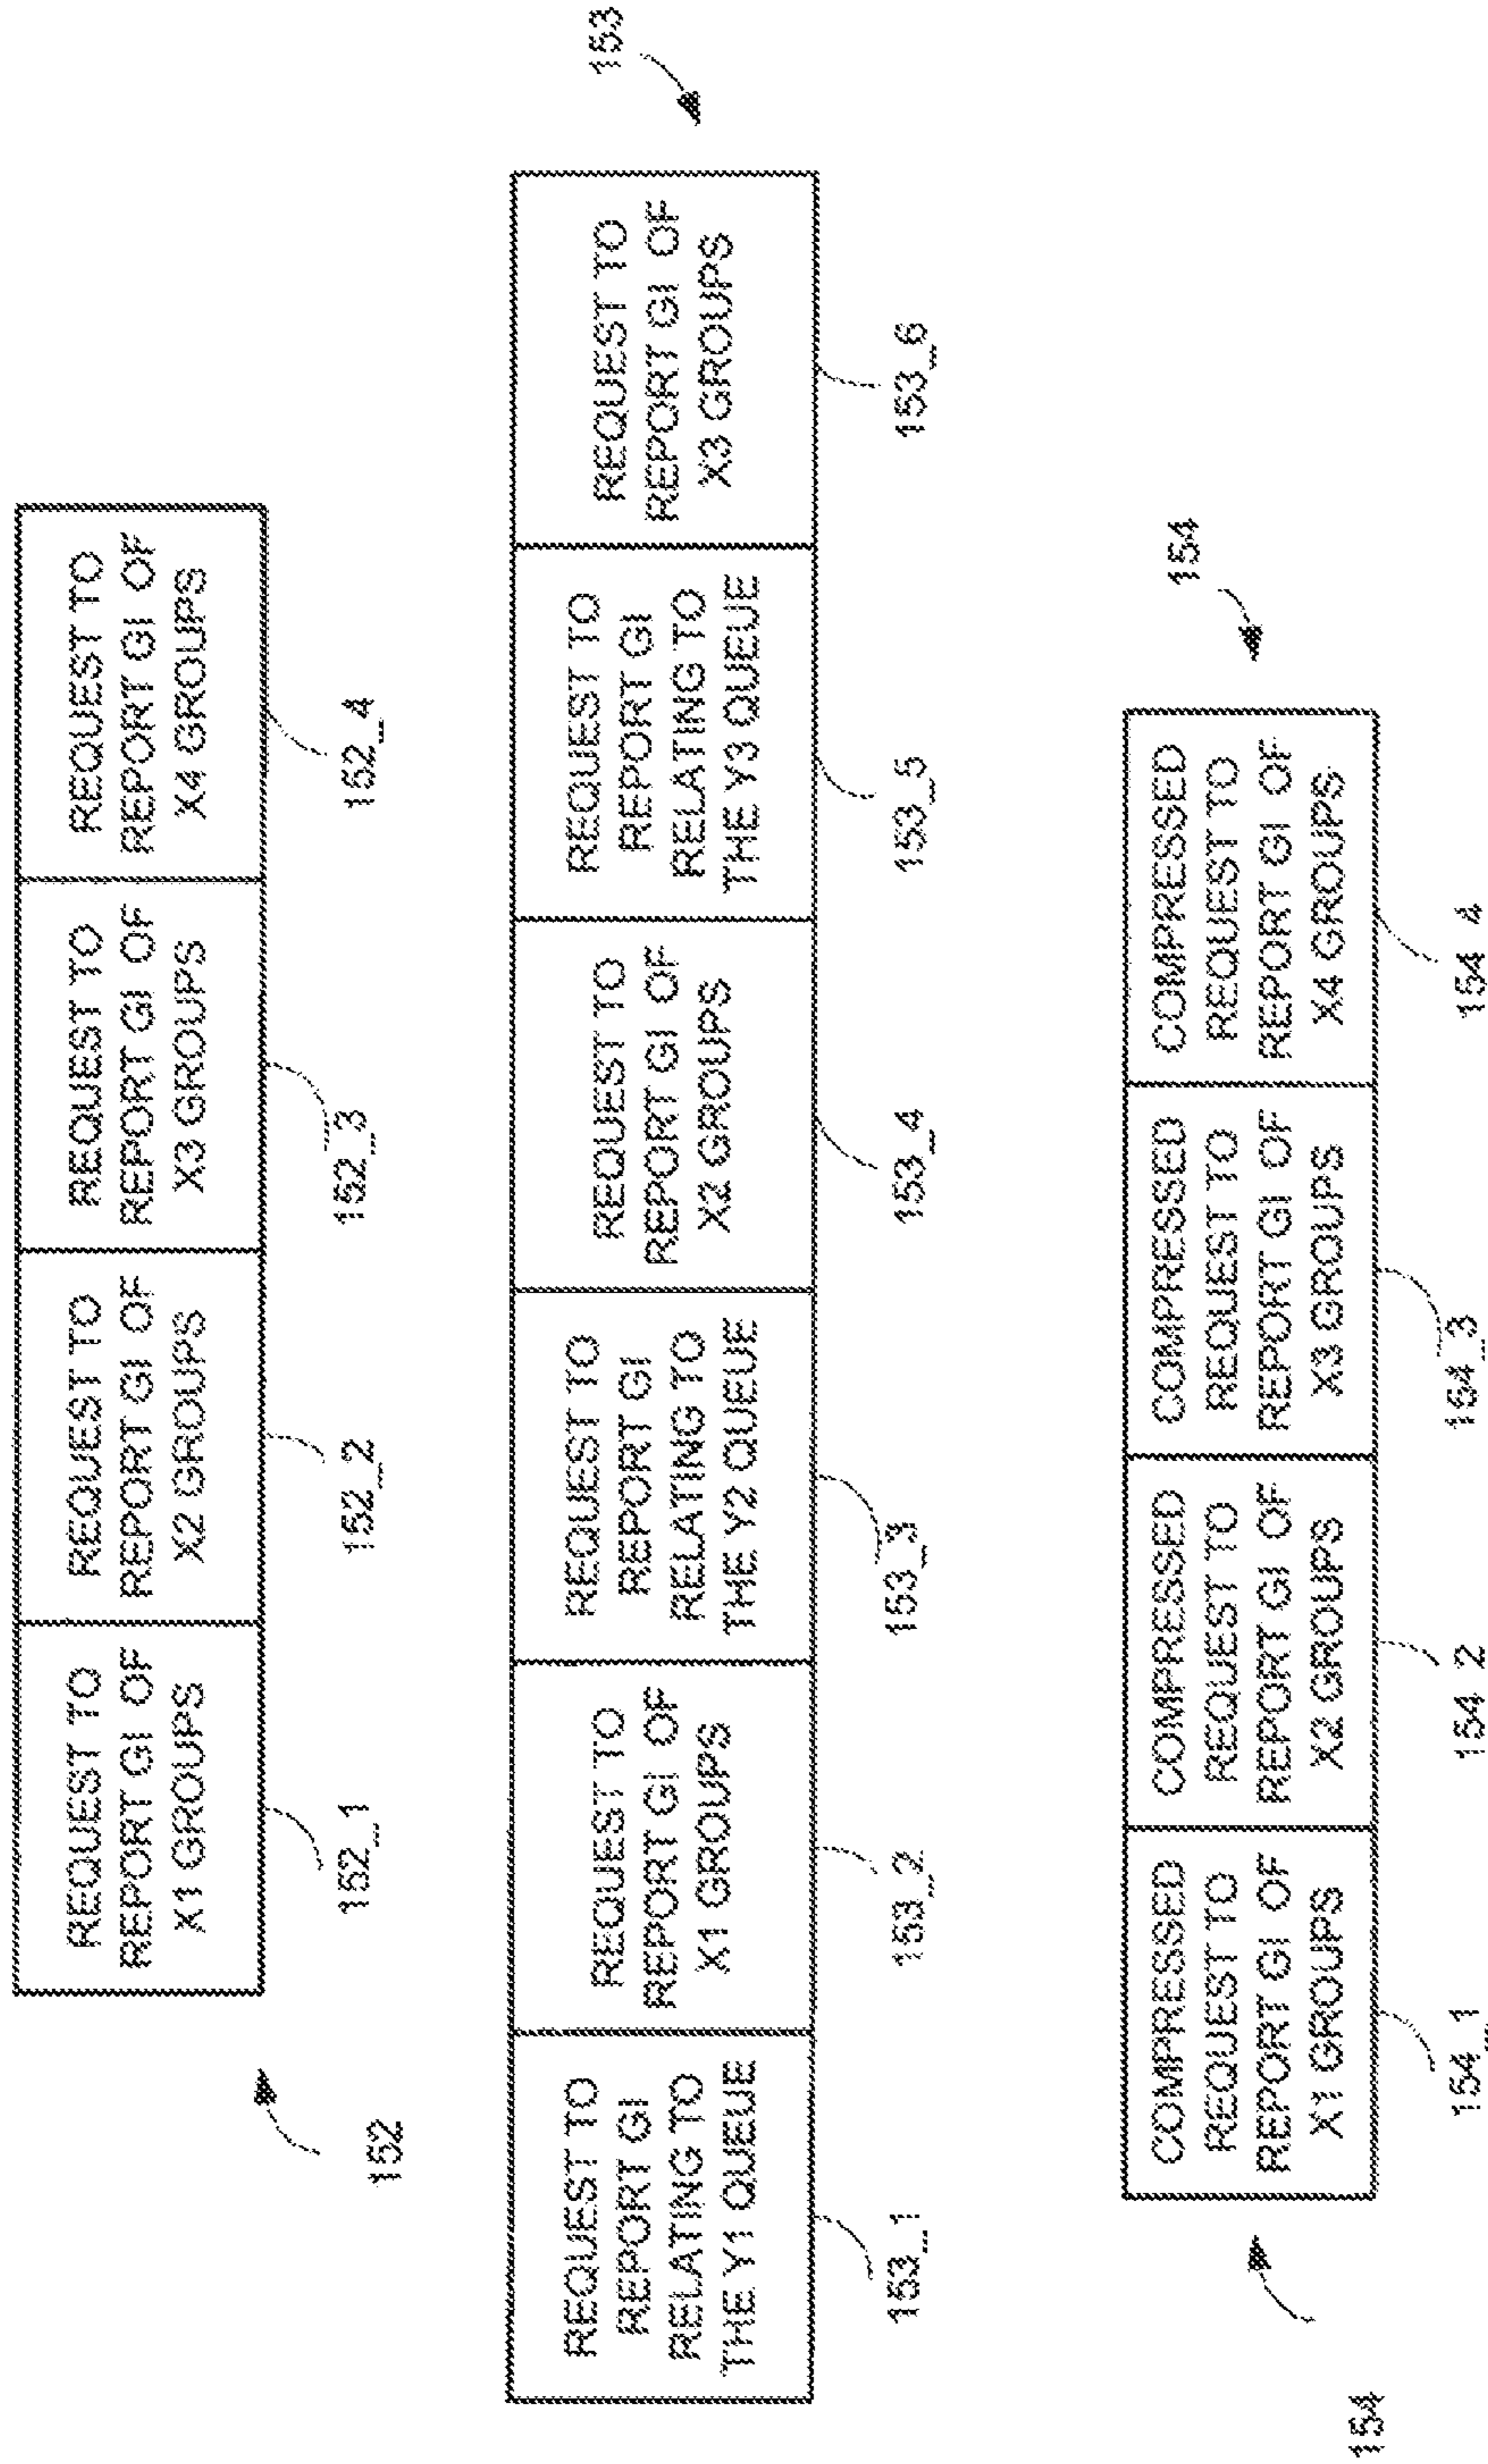 REQUEST TO
REPORT GI OF
X1 GROUPS
REQUEST TO
REPORT GI OF
X2 GROUPS
REQUEST TO
REPORT GI OF
X3 GROUPS
REQUEST TO
REPORT GI OF
X4 GROUPS
152
152_1
152_2
152_3
152_4
153
REQUEST TO
REPORT GI
RELATING TO
THE Y1 QUEUE
REQUEST TO
REPORT GI OF
X1 GROUPS
REQUEST TO
REPORT GI
RELATING TO
THE Y2 QUEUE
REQUEST TO
REPORT GI OF
X2 GROUPS
REQUEST TO
REPORT GI
RELATING TO
THE Y3 QUEUE
REQUEST TO
REPORT GI OF
X3 GROUPS
153_1
153_2
153_3
153_4
153_5
153_6
154
COMPRESSED
REQUEST TO
REPORT GI OF
X1 GROUPS
COMPRESSED
REQUEST TO
REPORT GI OF
X2 GROUPS
COMPRESSED
REQUEST TO
REPORT GI OF
X3 GROUPS
COMPRESSED
REQUEST TO
REPORT GI OF
X4 GROUPS
154
154_1
154_2
154_3
154_4